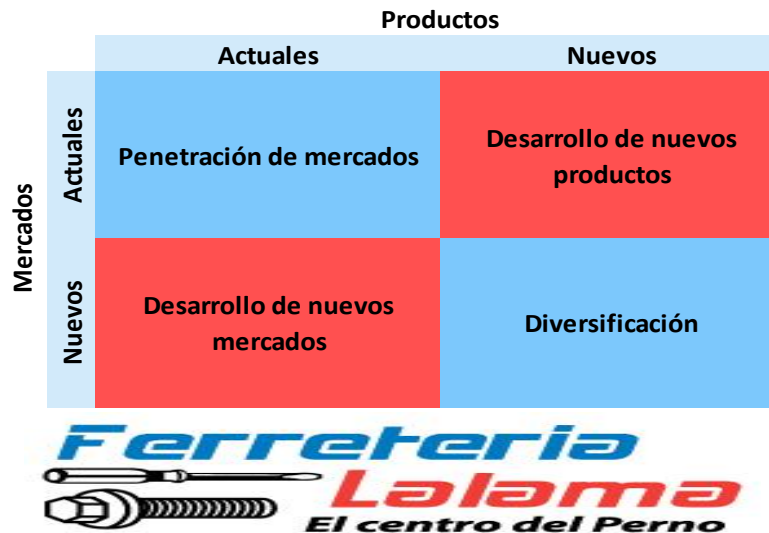 Productos
Actuales Nuevos
Mercados
Actuales
Penetración de mercados
Desarrollo de nuevos
productos
Nuevos
Desarrollo de nuevos
mercados
Diversificación
Ferreteria
Lalama
El centro del Perno